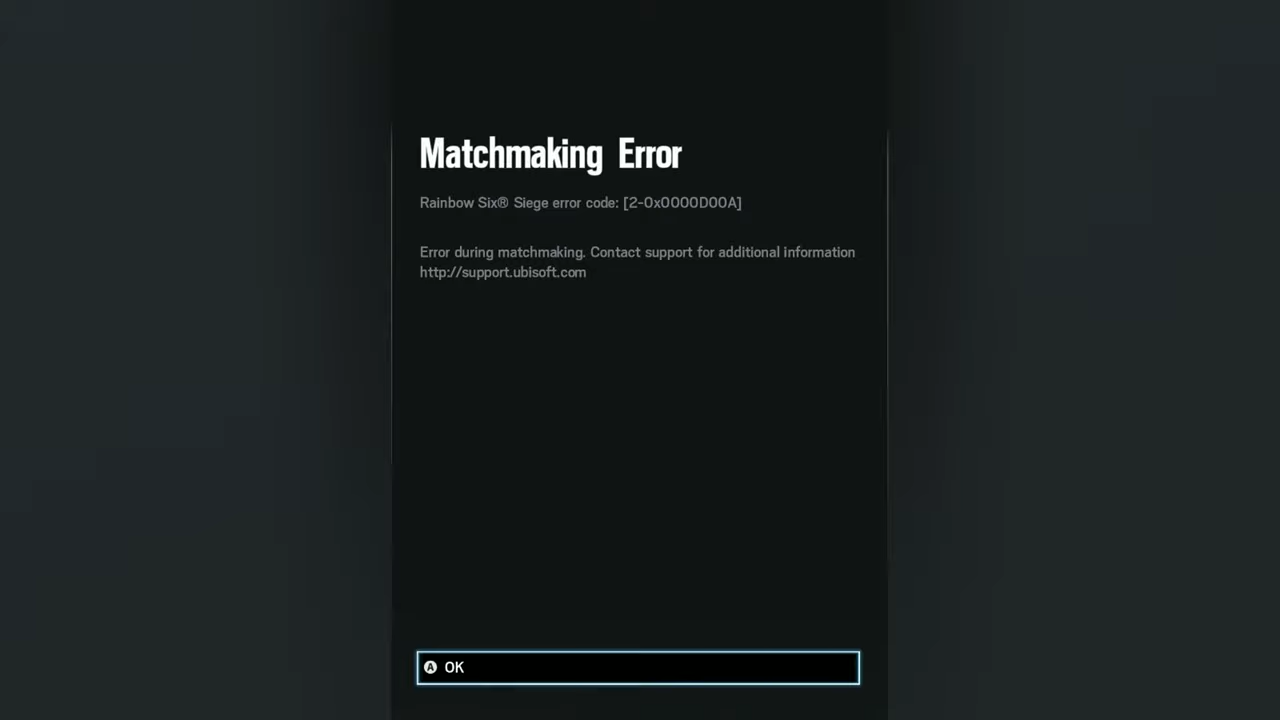 Matchmaking Error
Rainbow Six® Siege error code: [2-0x0000D00A]
Error during matchmaking. Contact support for additional information
http://support.ubisoft.com
A OK